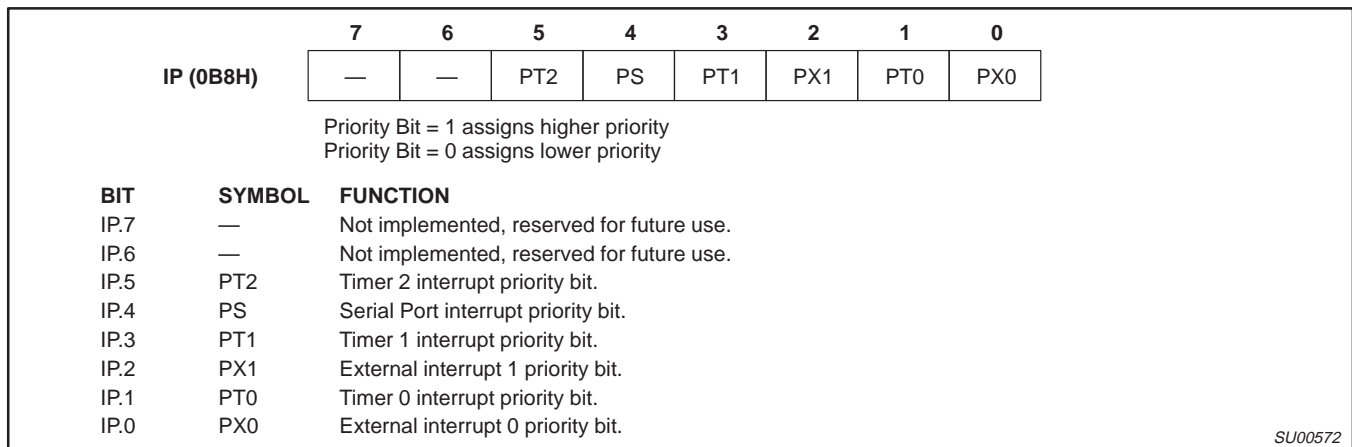 7 6 5 4 3 2 1 0
IP (0B8H) — — PT2 PS PT1 PX1 PT0 PX0
Priority Bit = 1 assigns higher priority
Priority Bit = 0 assigns lower priority
BIT SYMBOL FUNCTION
IP.7 — Not implemented, reserved for future use.
IP.6 — Not implemented, reserved for future use.
IP.5 PT2 Timer 2 interrupt priority bit.
IP.4 PS Serial Port interrupt priority bit.
IP.3 PT1 Timer 1 interrupt priority bit.
IP.2 PX1 External interrupt 1 priority bit.
IP.1 PT0 Timer 0 interrupt priority bit.
IP.0 PX0 External interrupt 0 priority bit.
SU00572